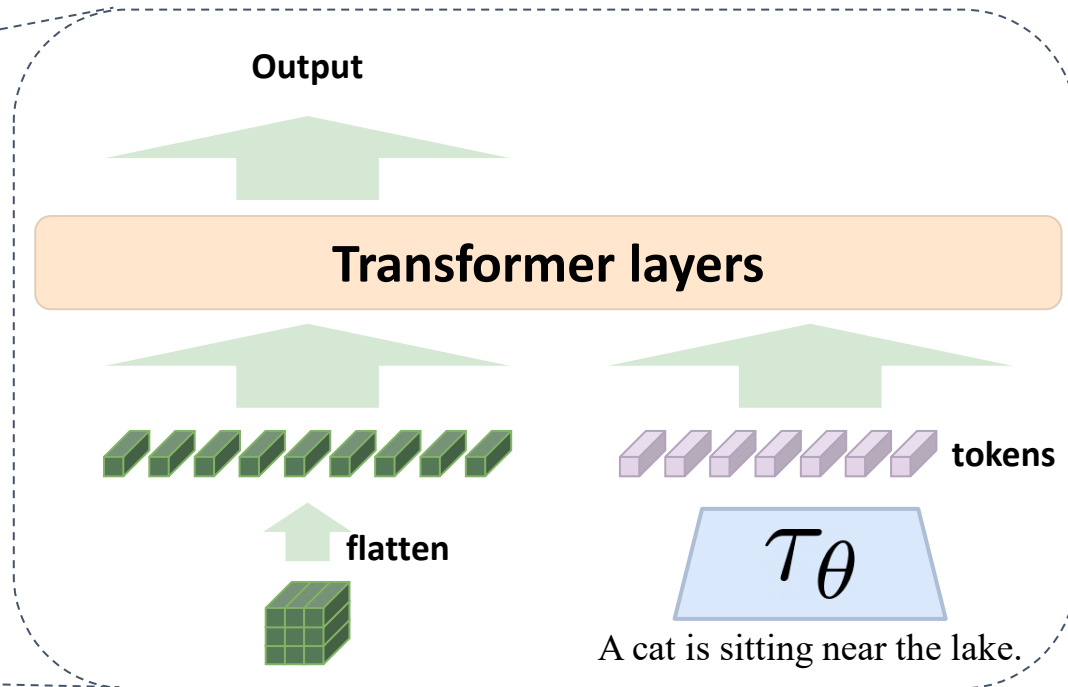 Output
Transformer layers
tokens
flatten
τθ
A cat is sitting near the lake.